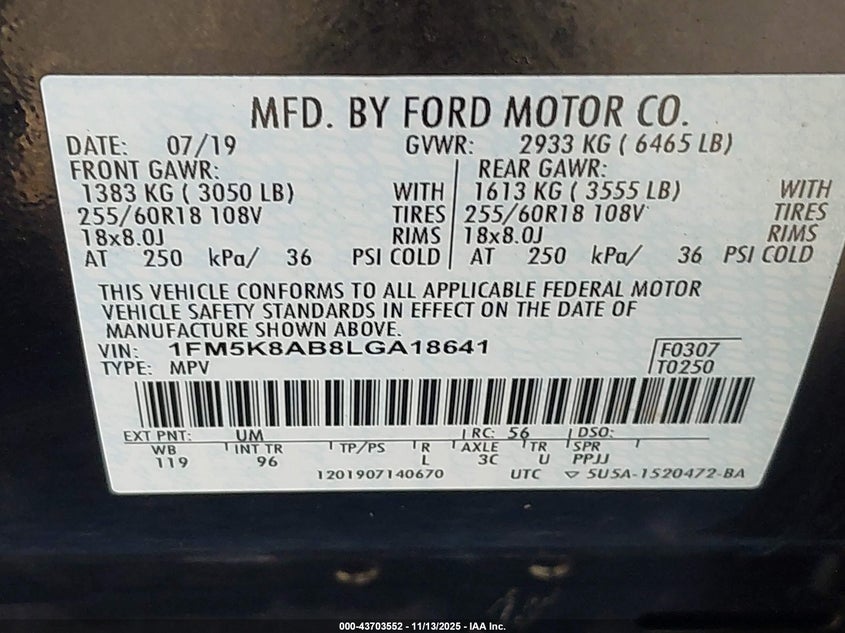 MFD. BY FORD MOTOR CO.
DATE: 07/19 GVWR: 2933 KG ( 6465 LB)
FRONT GAWR: REAR GAWR:
1383 KG ( 3050 LB) WITH 1613 KG ( 3555 LB) WITH
255/60R18 108V TIRES 255/60R18 108V TIRES
18x8.0J RIMS 18x8.0J RIMS
AT 250 kPa/ 36 PSI COLD AT 250 kPa/ 36 PSI COLD
THIS VEHICLE CONFORMS TO ALL APPLICABLE FEDERAL MOTOR
VEHICLE SAFETY STANDARDS IN EFFECT ON THE DATE OF
MANUFACTURE SHOWN ABOVE.
VIN: 1FM5K8AB8LGA18641 F0307
TYPE: MPV T0250
EXT PNT: UM RC: 56 DSO:
WB INT TR TP/PS R AXLE TR SPR
119 96 L 3C U PPJJ
1201907140670 UTC ▽ 5U5A-1520472-BA
000-43703552 - 11/13/2025 - IAA Inc.